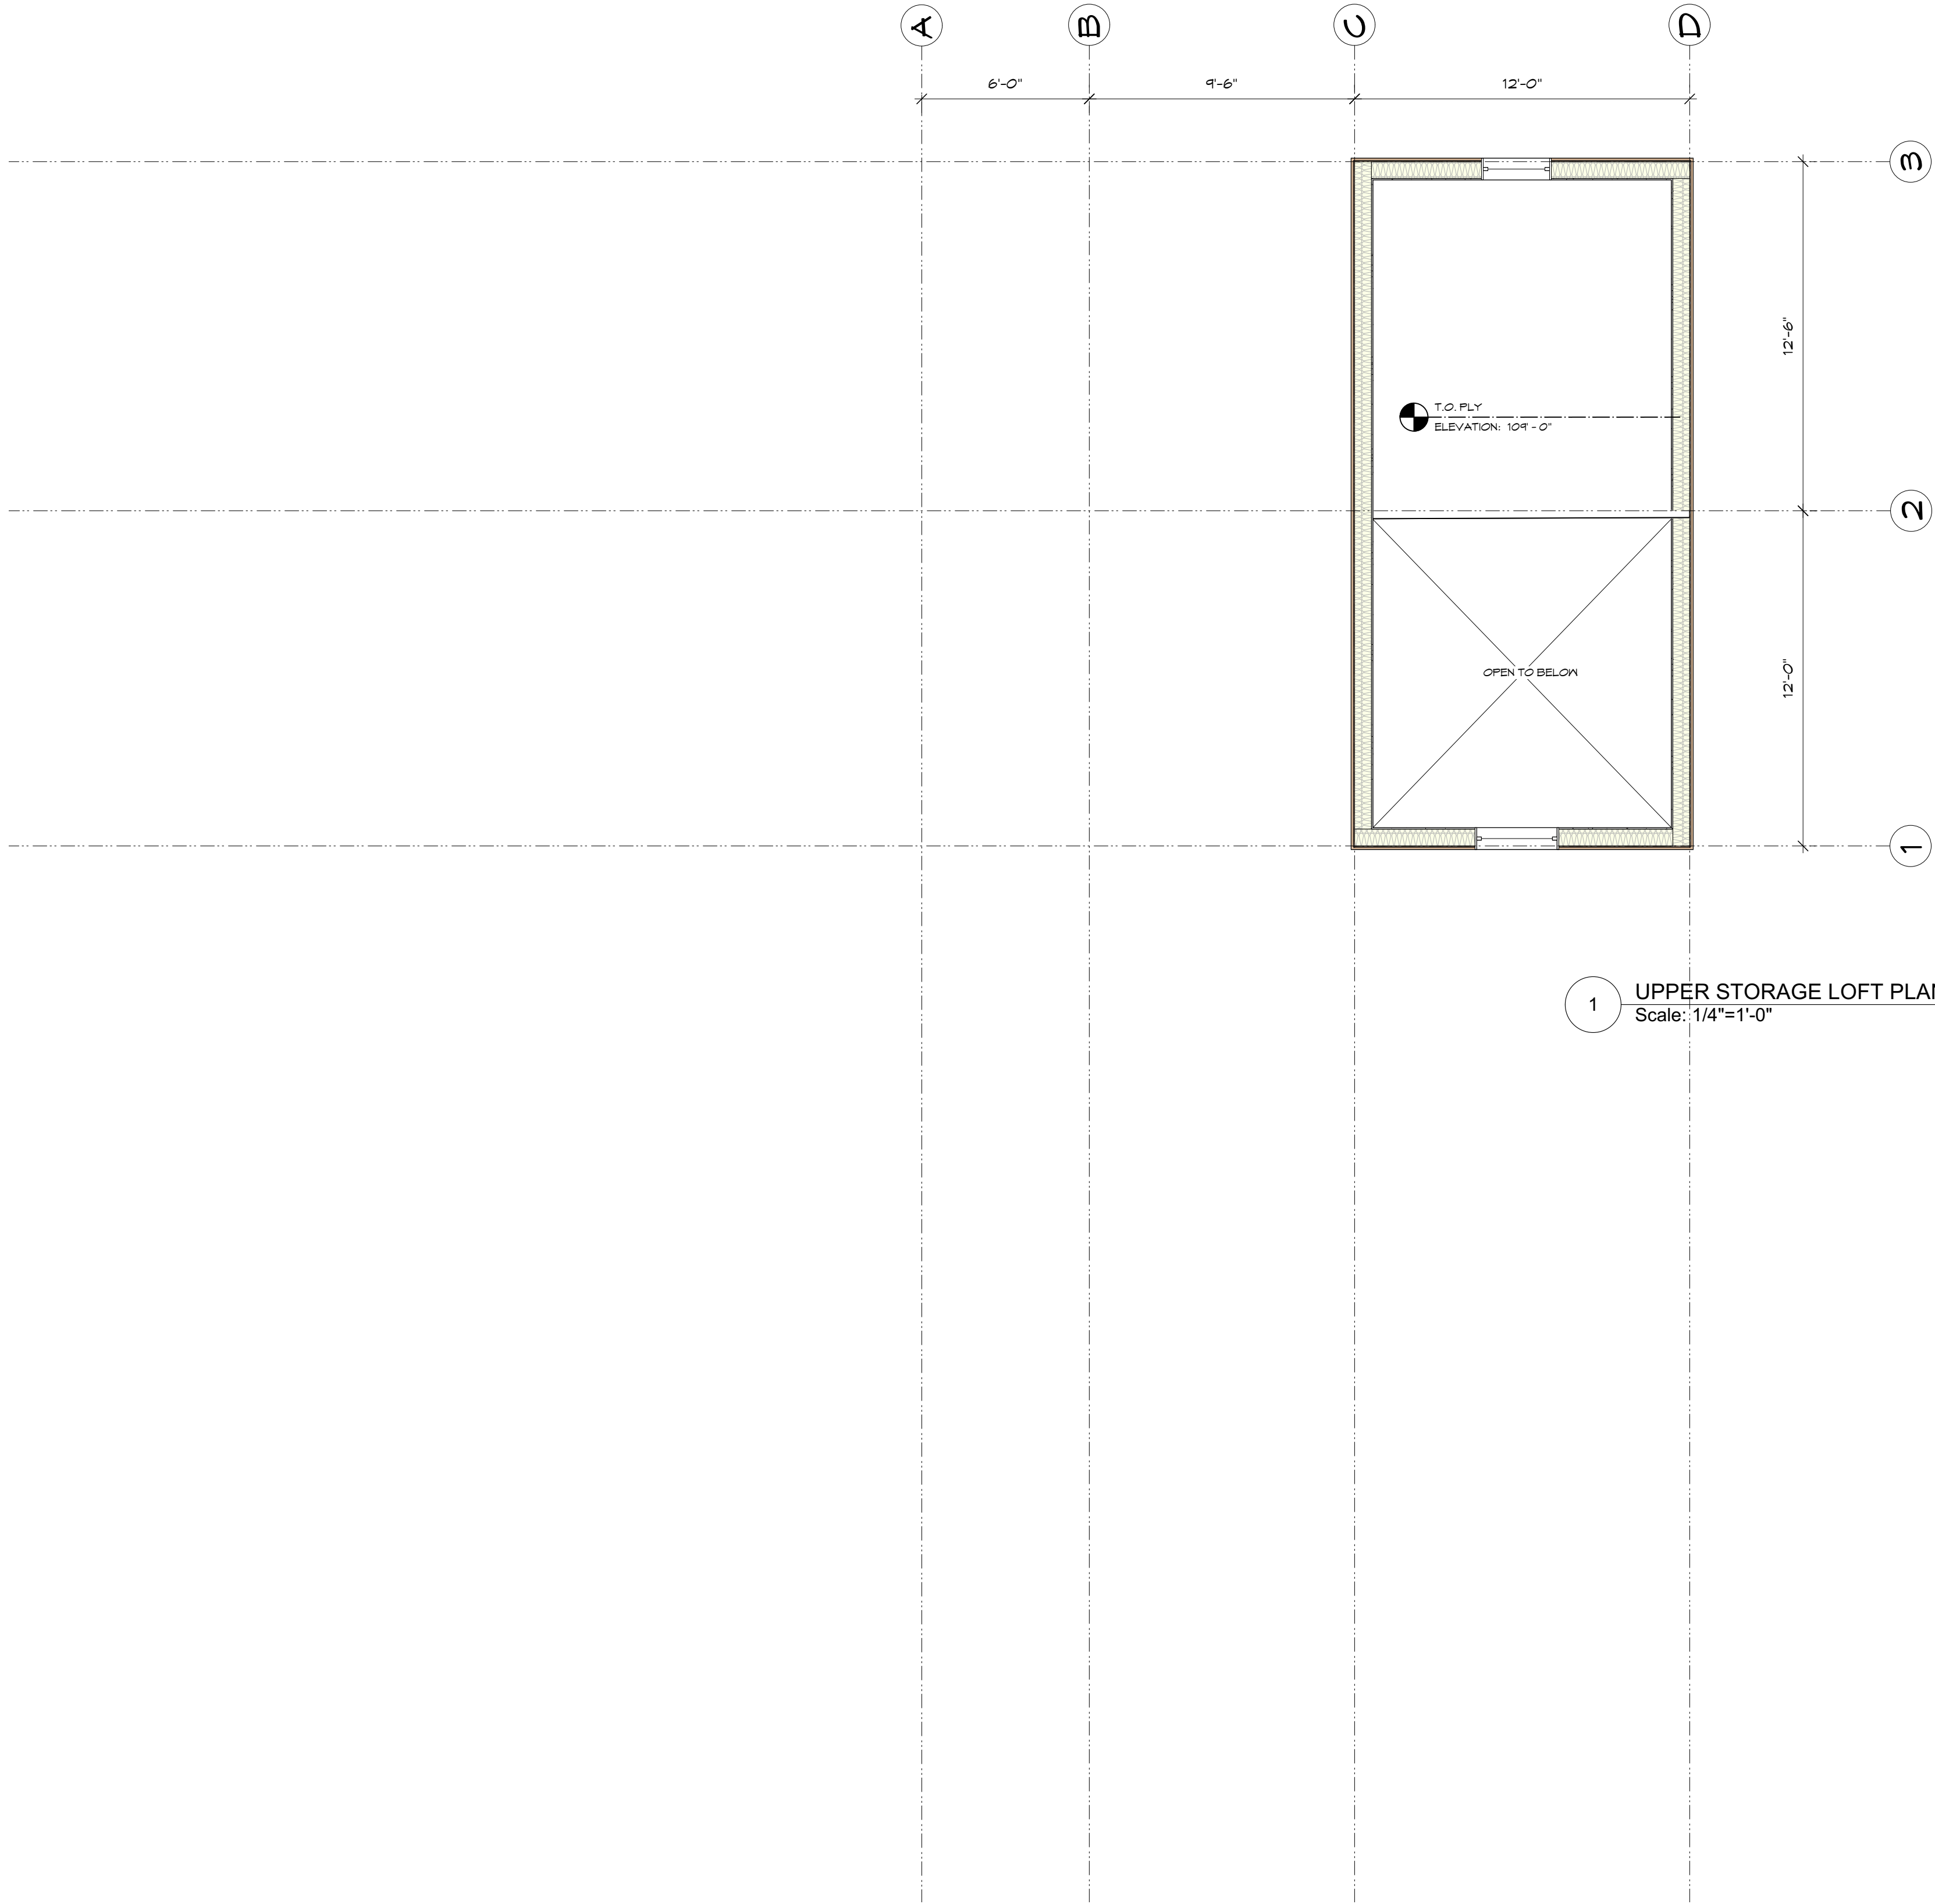 A
B
C
D
6'-0"
9'-6"
12'-0"
3
12'-6"
T.O. PLY
ELEVATION: 109' - 0"
2
12'-0"
OPEN TO BELOW
1
1
UPPER STORAGE LOFT PLAN
Scale: 1/4"=1'-0"